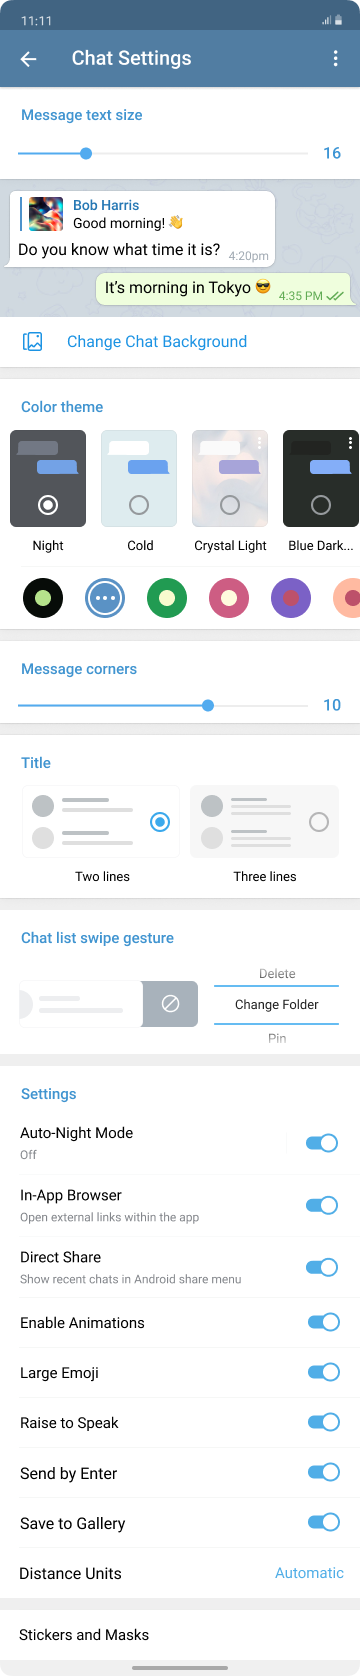 11:11
Chat Settings
Message text size
16
Bob Harris
Good morning! 👋
Do you know what time it is? 4:20pm
It's morning in Tokyo 😎 4:35 PM
Change Chat Background
Color theme
Night Cold Crystal Light Blue Dark...
Message corners
10
Title
Two lines Three lines
Chat list swipe gesture
Delete
Change Folder
Pin
Settings
Auto-Night Mode
Off
In-App Browser
Open external links within the app
Direct Share
Show recent chats in Android share menu
Enable Animations
Large Emoji
Raise to Speak
Send by Enter
Save to Gallery
Distance Units Automatic
Stickers and Masks